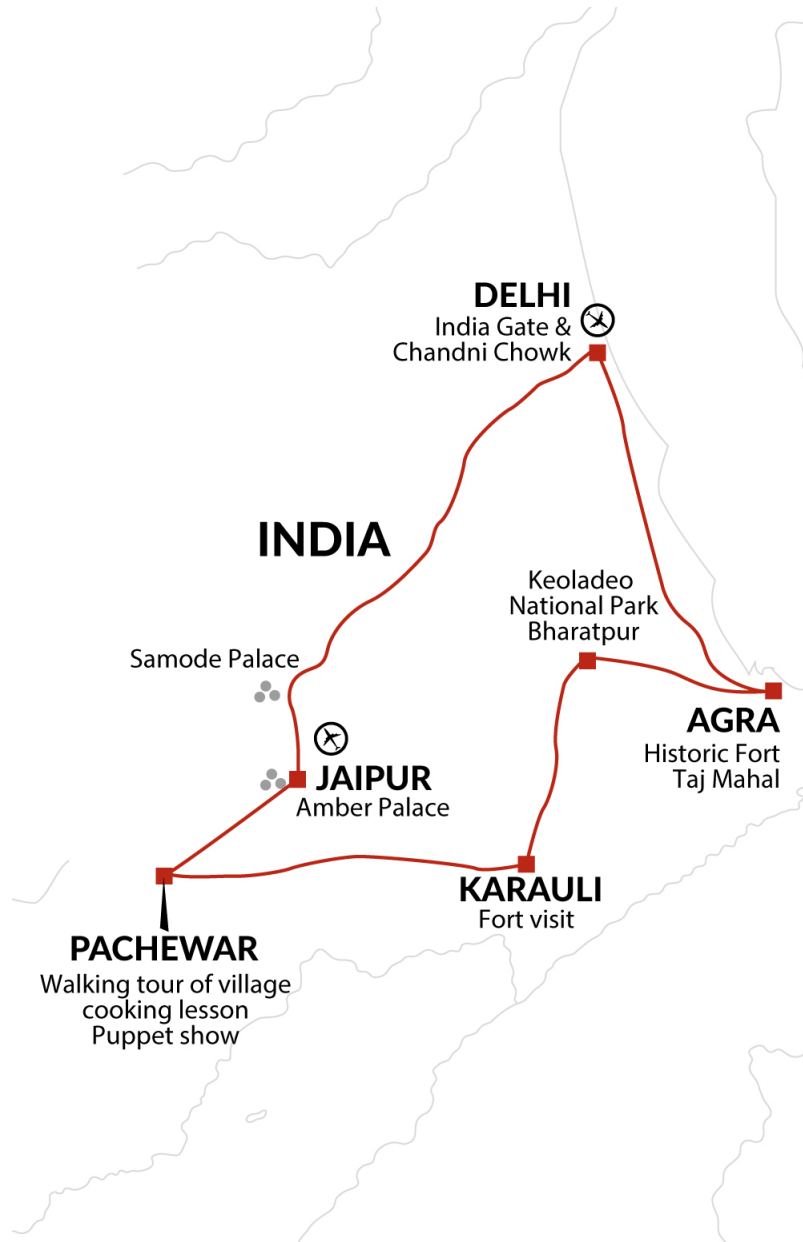 DELHI
India Gate &
Chandni Chowk
INDIA
Keoladeo
National Park
Bharatpur
Samode Palace
AGRA
Historic Fort
Taj Mahal
JAIPUR
Amber Palace
KARAULI
Fort visit
PACHEWAR
Walking tour of village
cooking lesson
Puppet show